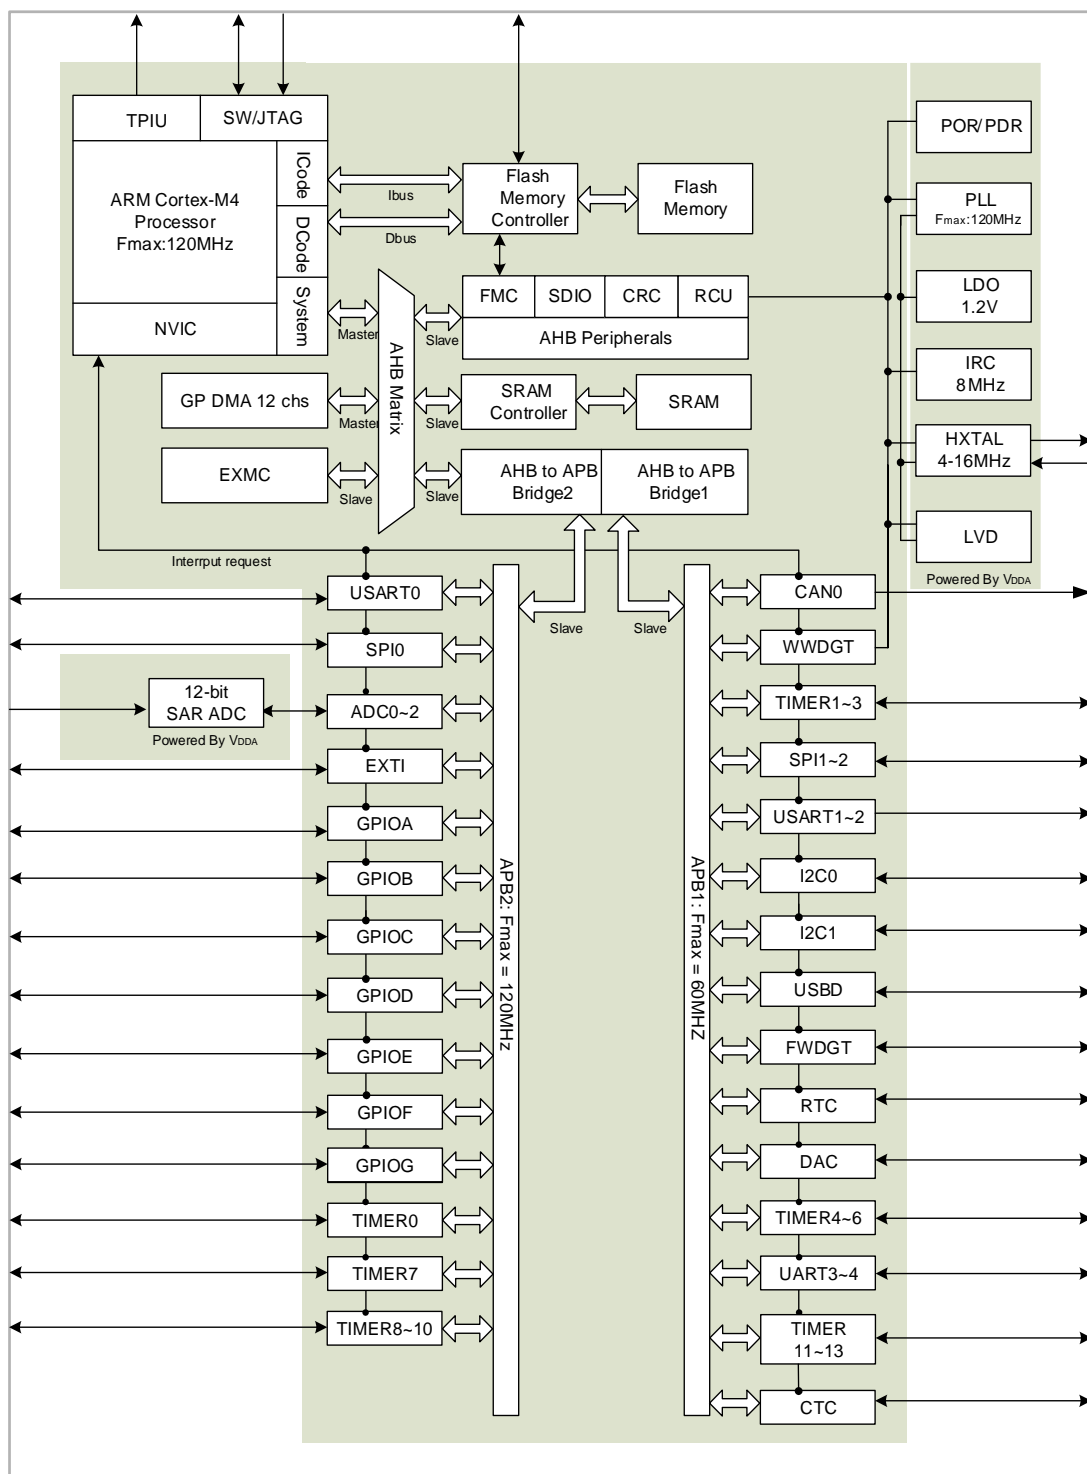 TPIU
SW/JTAG
POR/PDR
ICode
ARM Cortex-M4
Processor
Fmax:120MHz
Ibus
Flash
Memory
Controller
Flash
Memory
PLL
Fmax:120MHz
DCode
Dbus
System
FMC
SDIO
CRC
RCU
LDO
1.2V
NVIC
Master
Slave
AHB Peripherals
AHB Matrix
IRC
8MHz
GP DMA 12 chs
Master
Slave
SRAM
Controller
SRAM
HXTAL
4-16MHz
EXMC
Slave
Slave
AHB to APB
Bridge2
AHB to APB
Bridge1
LVD
Interrput request
Powered By VDDA
USART0
CAN0
Slave
Slave
SPI0
WWDGT
12-bit
SAR ADC
Powered By VDDA
ADC0~2
TIMER1~3
EXTI
SPI1~2
GPIOA
USART1~2
APB2: Fmax = 120MHz
APB1: Fmax = 60MHZ
GPIOB
I2C0
GPIOC
I2C1
GPIOD
USBD
GPIOE
FWDGT
GPIOF
RTC
GPIOG
DAC
TIMER0
TIMER4~6
TIMER7
UART3~4
TIMER8~10
TIMER
11~13
CTC